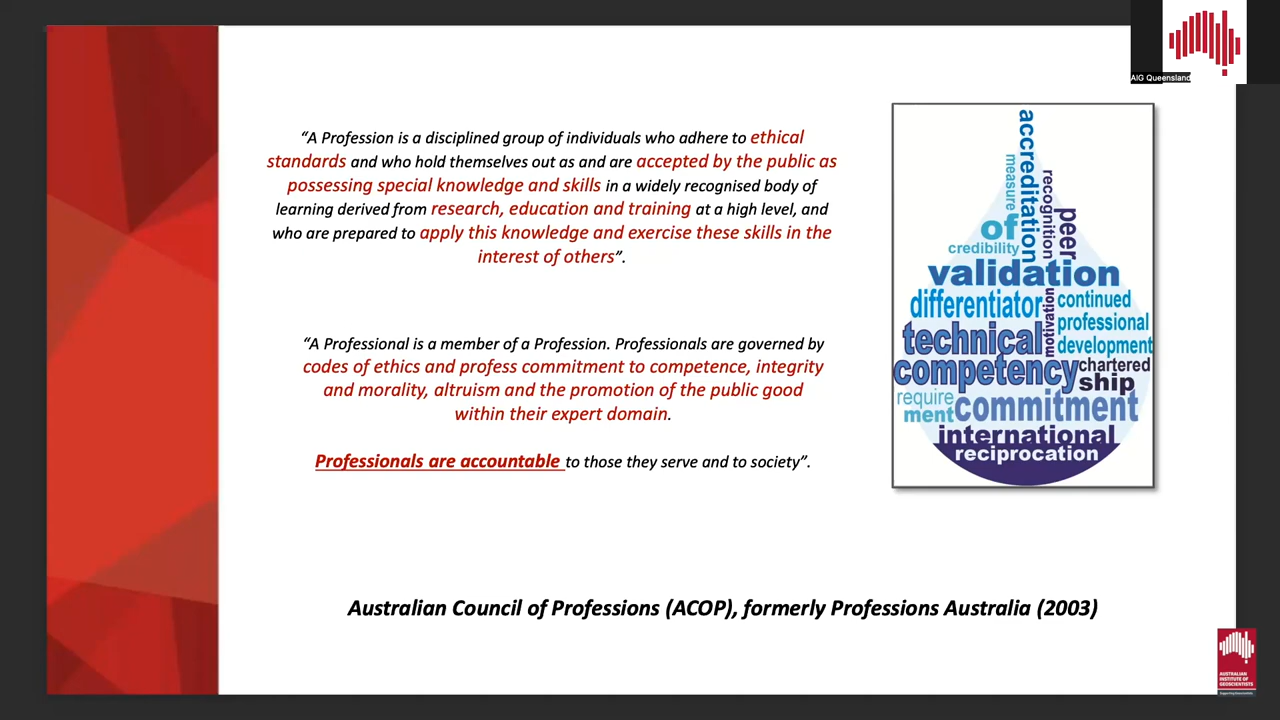 AIG Queensland
“A Profession is a disciplined group of individuals who adhere to ethical
standards and who hold themselves out as and are accepted by the public as
possessing special knowledge and skills in a widely recognised body of
learning derived from research, education and training at a high level, and
who are prepared to apply this knowledge and exercise these skills in the
interest of others”.
“A Professional is a member of a Profession. Professionals are governed by
codes of ethics and profess commitment to competence, integrity
and morality, altruism and the promotion of the public good
within their expert domain.
Professionals are accountable to those they serve and to society”.
accreditation
measure
recognition
peer
of
credibility
validation
differentiator
motivation
continued
professional
development
technical
competency
chartered
ship
require
ment
commitment
international
reciprocation
Australian Council of Professions (ACOP), formerly Professions Australia (2003)
AUSTRALIAN
INSTITUTE OF
GEOSCIENTISTS